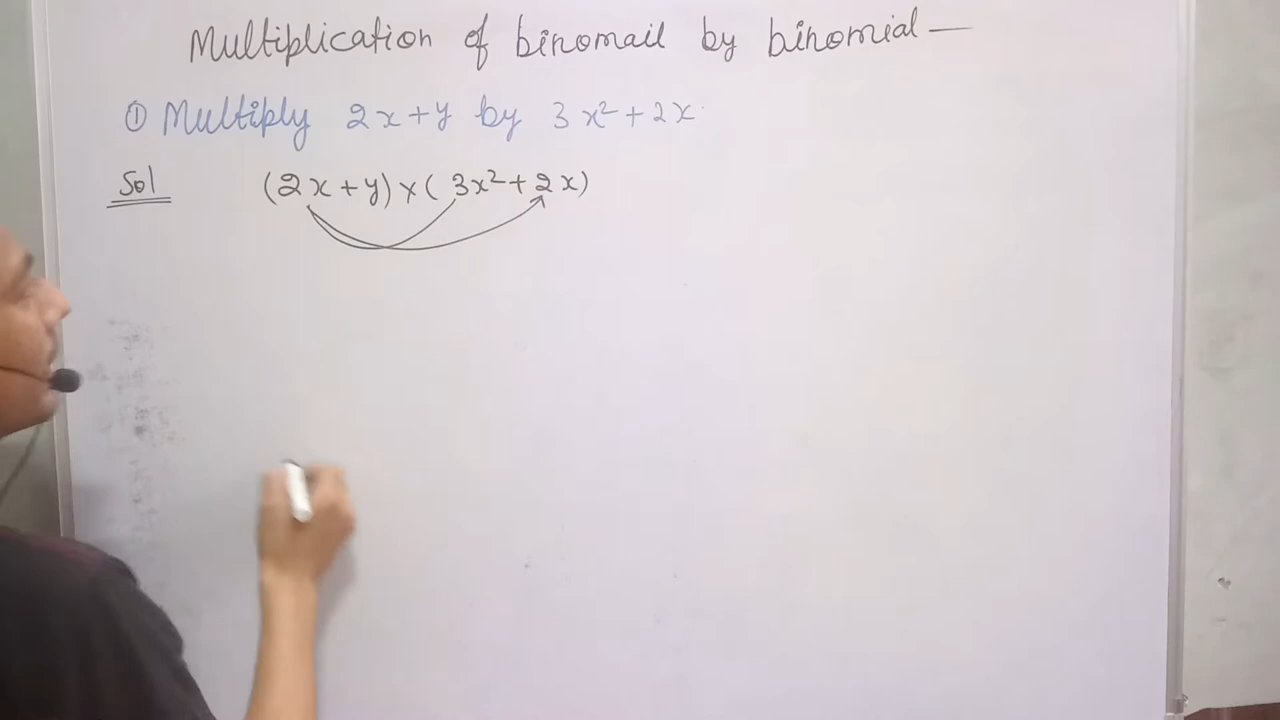 Multiplication of binomail by binomial —
① Multiply 2x+y by 3x²+2x.
Sol (2x+y)×(3x²+2x)